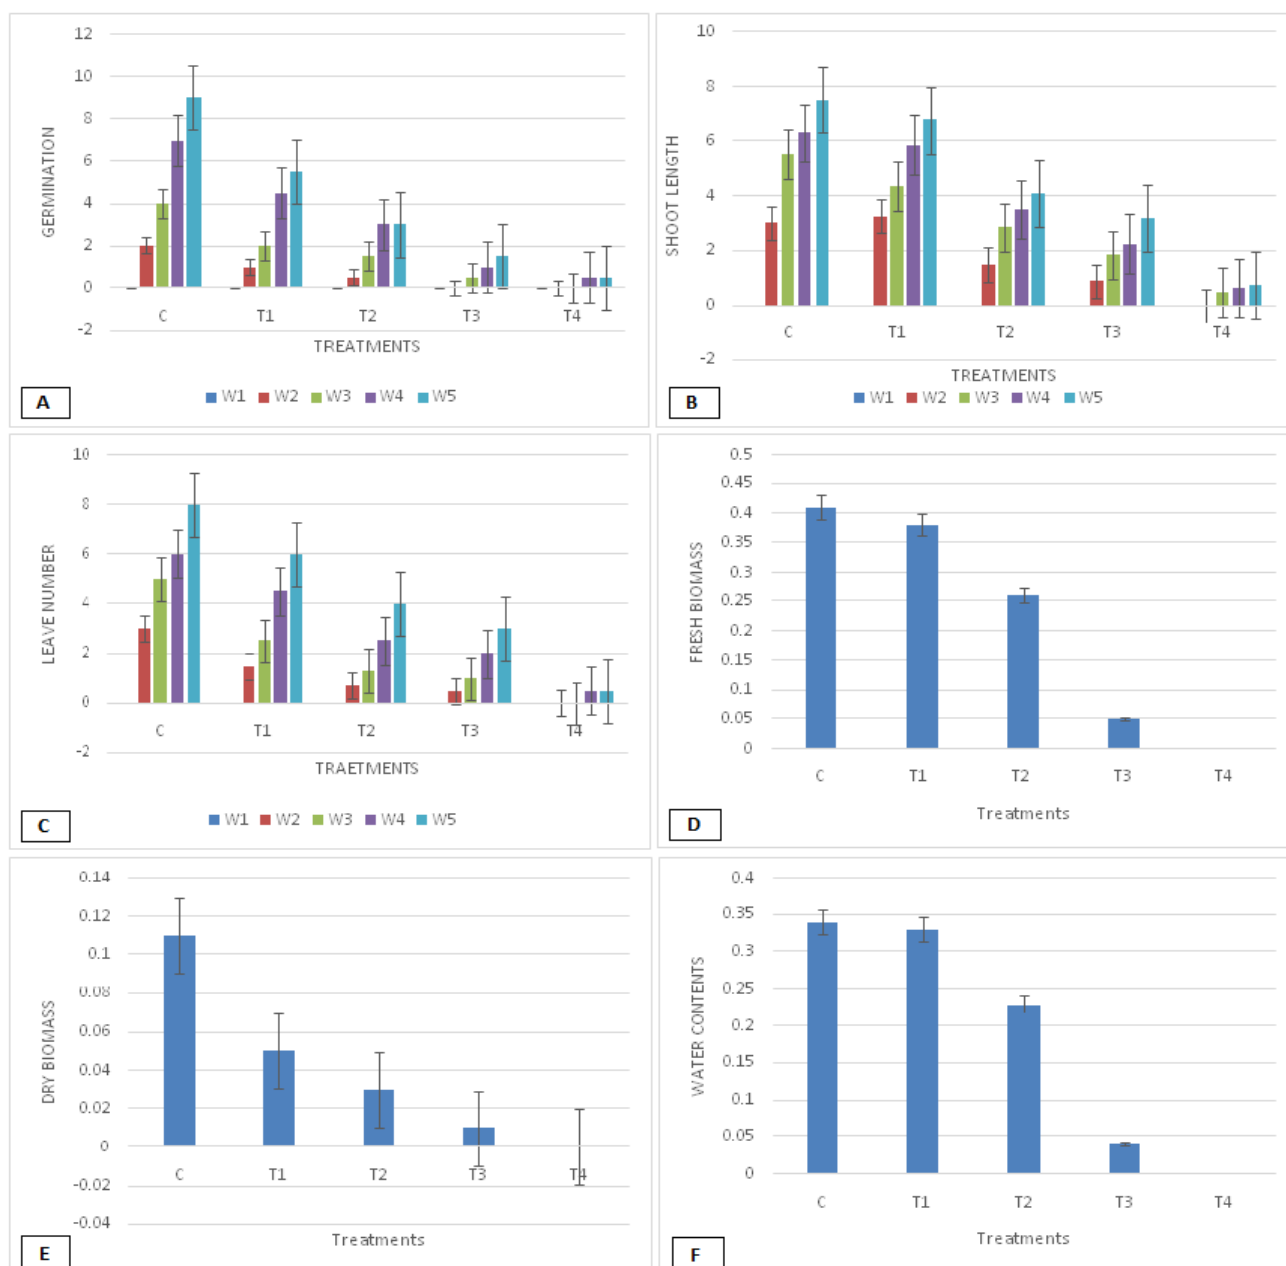 12
10
8
6
4
2
0
-2
GERMINATION
C T1 T2 T3 T4
TREATMENTS
W1 W2 W3 W4 W5
A
10
8
6
4
2
0
-2
SHOOT LENGTH
C T1 T2 T3 T4
TREATMENTS
W1 W2 W3 W4 W5
B
10
8
6
4
2
0
-2
LEAVE NUMBER
C T1 T2 T3 T4
TRAETMENTS
W1 W2 W3 W4 W5
C
0.5
0.45
0.4
0.35
0.3
0.25
0.2
0.15
0.1
0.05
0
FRESH BIOMASS
C T1 T2 T3 T4
Treatments
D
0.14
0.12
0.1
0.08
0.06
0.04
0.02
0
-0.02
-0.04
DRY BIOMASS
C T1 T2 T3 T4
Treatments
E
0.4
0.35
0.3
0.25
0.2
0.15
0.1
0.05
0
WATER CONTENTS
C T1 T2 T3 T4
Treatments
F